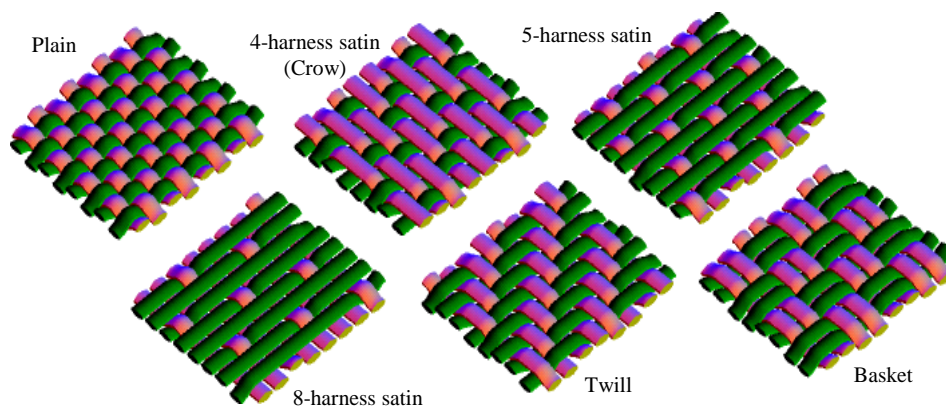 Plain
4-harness satin
(Crow)
5-harness satin
8-harness satin
Twill
Basket